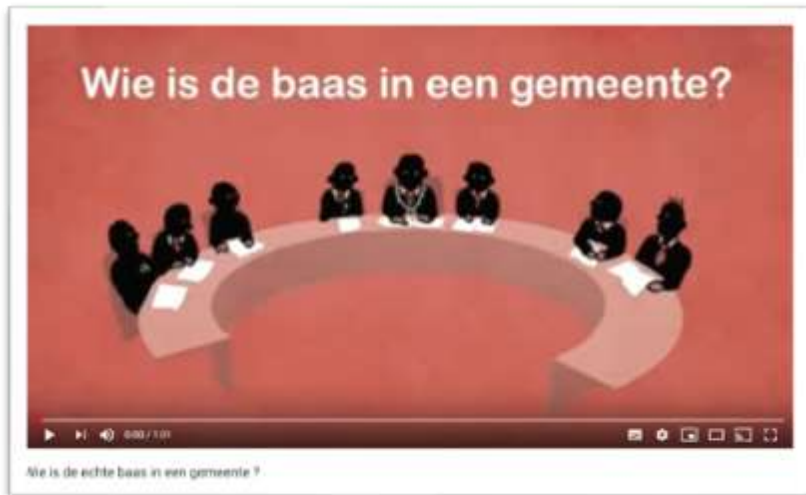 Wie is de baas in een gemeente?
0:00 / 1:01
Wie is de echte baas in een gemeente ?